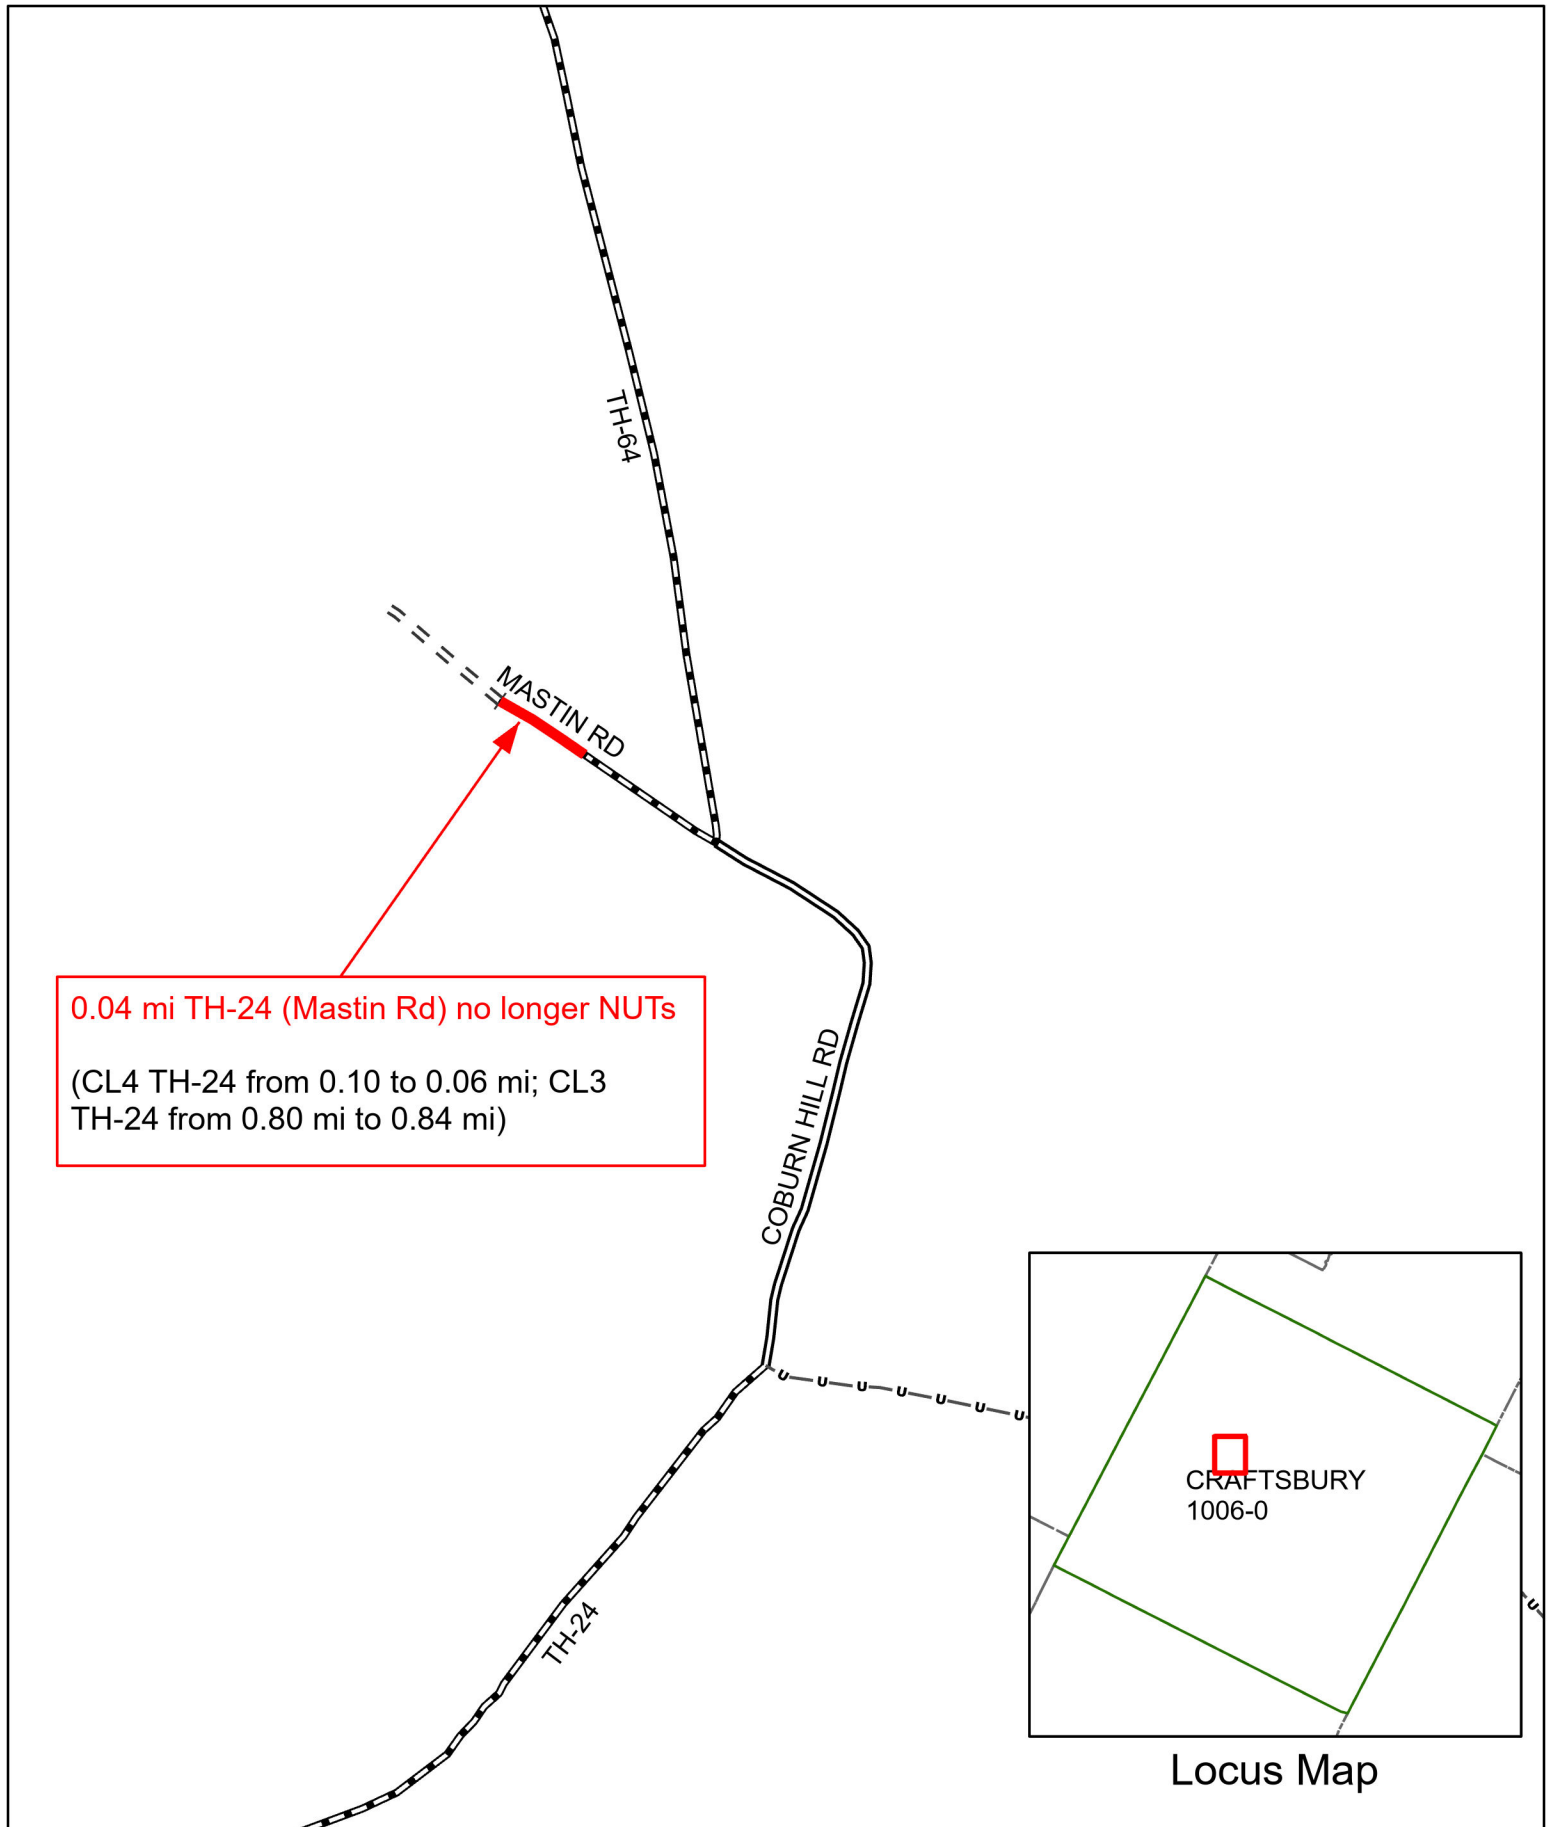 TH-64
MASTIN RD
0.04 mi TH-24 (Mastin Rd) no longer NUTs
(CL4 TH-24 from 0.10 to 0.06 mi; CL3
TH-24 from 0.80 mi to 0.84 mi)
COBURN HILL RD
U U U U U U U
CRAFTSBURY
1006-0
U
TH-24
Locus Map